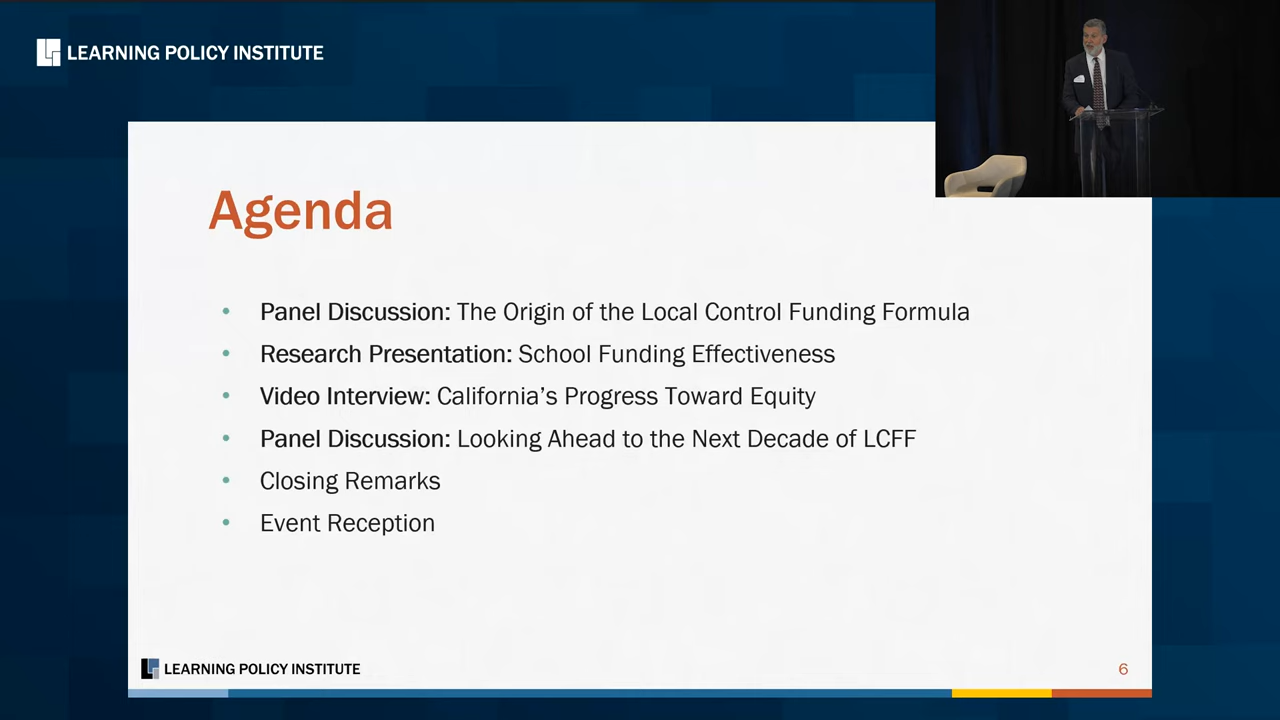 LEARNING POLICY INSTITUTE
Agenda
• Panel Discussion: The Origin of the Local Control Funding Formula
• Research Presentation: School Funding Effectiveness
• Video Interview: California’s Progress Toward Equity
• Panel Discussion: Looking Ahead to the Next Decade of LCFF
• Closing Remarks
• Event Reception
LEARNING POLICY INSTITUTE
6